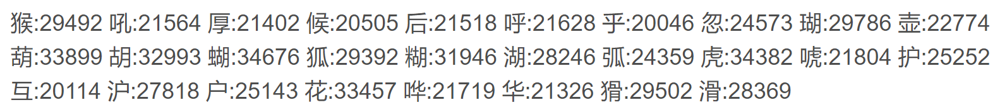 猴:29492 吼:21564 厚:21402 候:20505 后:21518 呼:21628 乎:20046 忽:24573 瑚:29786 壶:22774
葫:33899 胡:32993 蝴:34676 狐:29392 糊:31946 湖:28246 弧:24359 虎:34382 唬:21804 护:25252
互:20114 沪:27818 户:25143 花:33457 哗:21719 华:21326 猾:29502 滑:28369